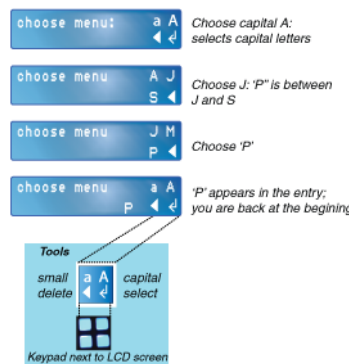 choose menu: a A
◀ ↲
Choose capital A:
selects capital letters
choose menu A J
S ◀
Choose J: ‘P” is between
J and S
choose menu J M
P ◀
Choose ‘P’
choose menu a A
P ◀ ↲
‘P’ appears in the entry;
you are back at the begining
Tools
small a A capital
delete ◀ ↲ select
Keypad next to LCD screen